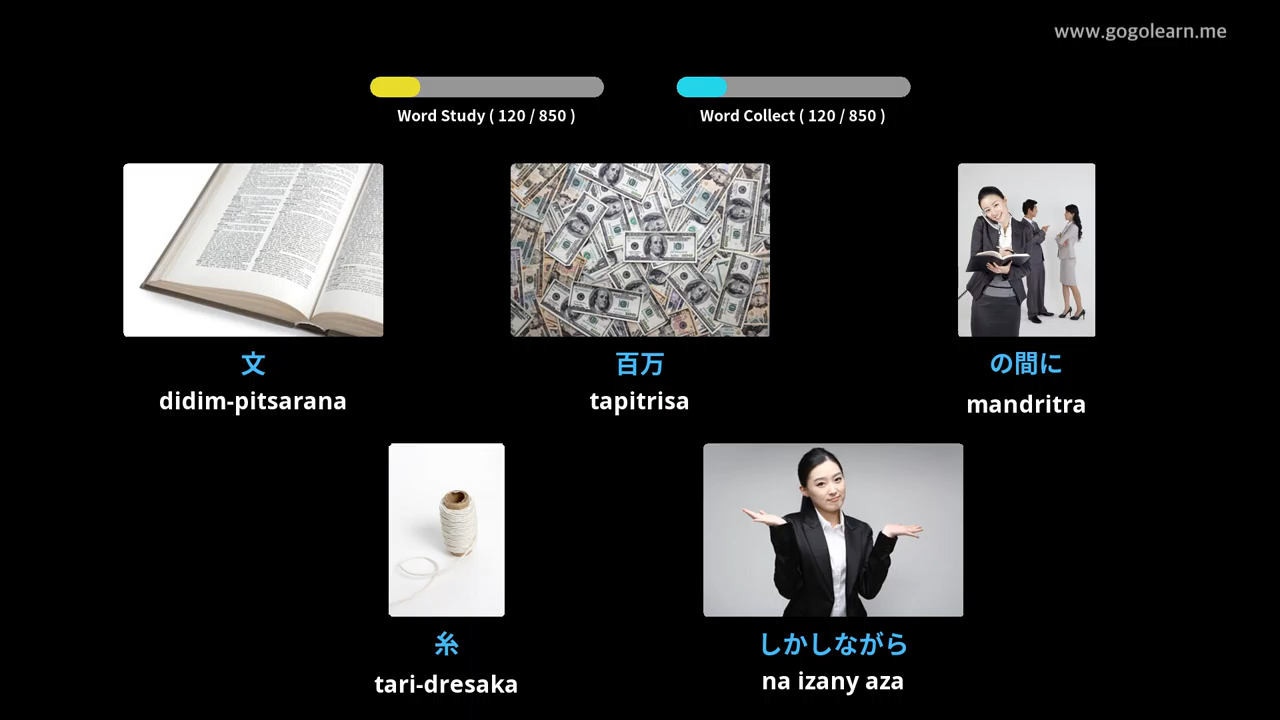 www.gogolearn.me
Word Study ( 120 / 850 )
Word Collect ( 120 / 850 )
文
didim-pitsarana
百万
tapitrisa
の間に
mandritra
糸
tari-dresaka
しかしながら
na izany aza